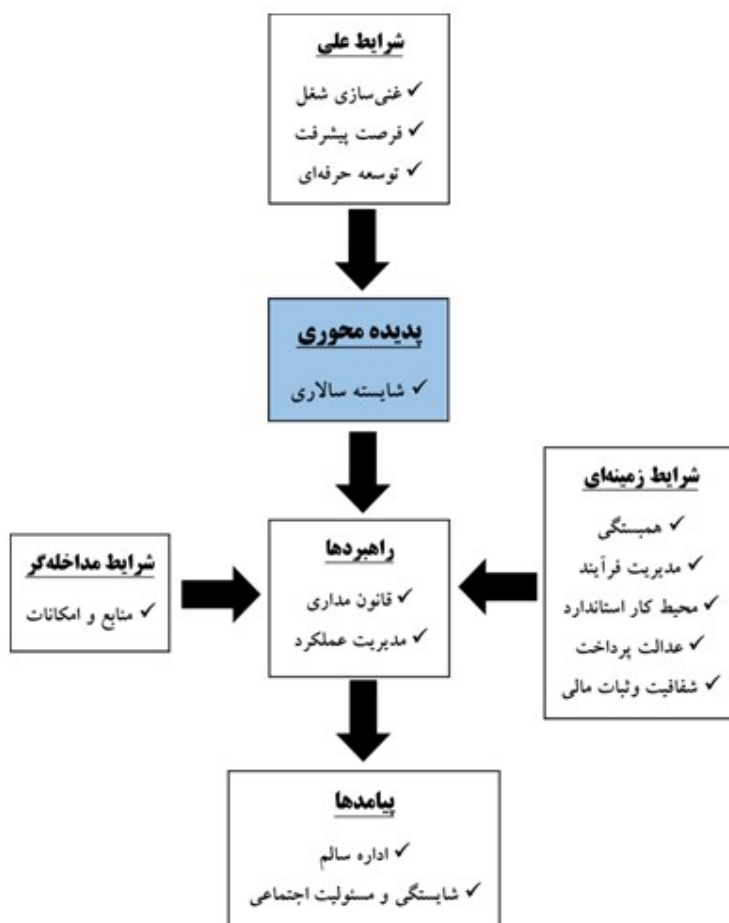 شرایط علی
✓ غنی‌سازی شغل
✓ فرصت پیشرفت
✓ توسعه حرفه‌ای
پدیده محوری
✓ شایسته سالاری
شرایط زمینه‌ای
✓ همبستگی
✓ مدیریت فرآیند
✓ محیط کار استاندارد
✓ عدالت پرداخت
✓ شفافیت وثبات مالی
راهبردها
✓ قانون مداری
✓ مدیریت عملکرد
شرایط مداخله‌گر
✓ منابع و امکانات
پیامدها
✓ اداره سالم
✓ شایستگی و مسئولیت اجتماعی